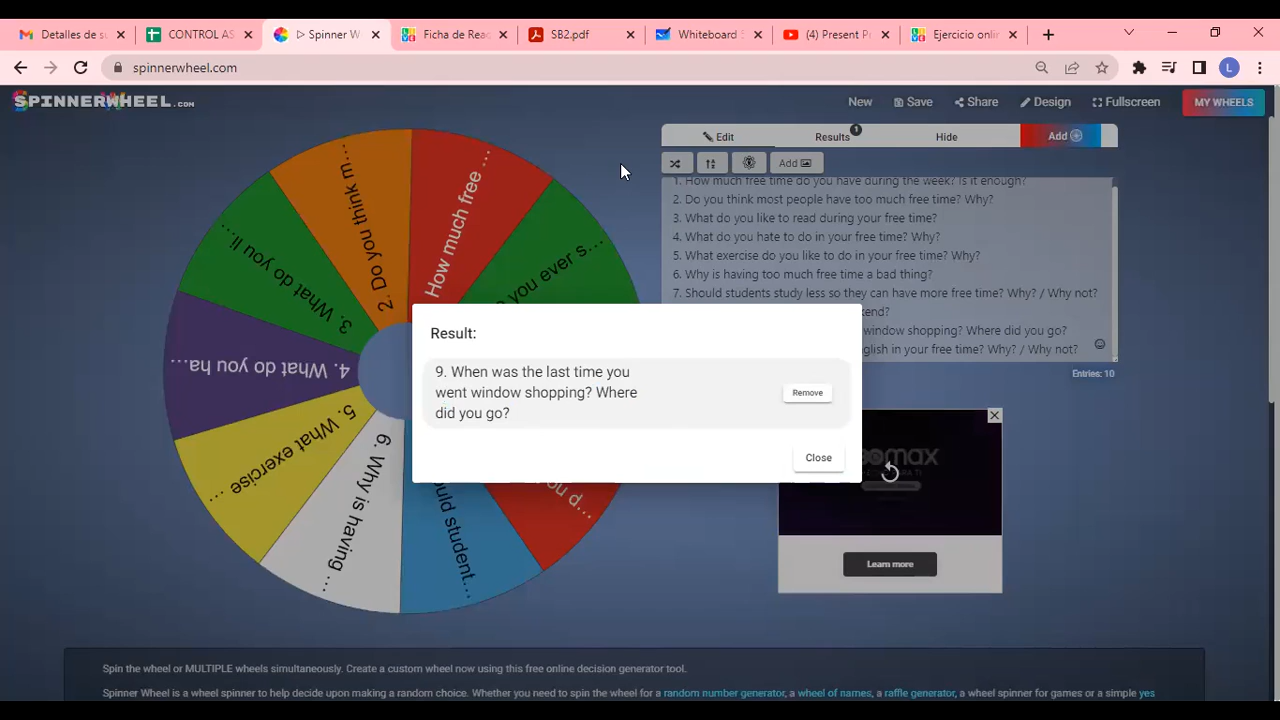 Detalles de su
CONTROL AS
Spinner W
Ficha de Rea
SB2.pdf
Whiteboard S
(4) Present P
Ejercicio onlin
spinnerwheel.com
L
SPINNERWHEEL.COM
New
Save
Share
Design
Fullscreen
MY WHEELS
Edit
Results
1
Hide
Add
Add
1. How much free time do you have during the week? Is it enough?
2. Do you think most people have too much free time? Why?
3. What do you like to read during your free time?
4. What do you hate to do in your free time? Why?
5. What exercise do you like to do in your free time? Why?
6. Why is having too much free time a bad thing?
7. Should students study less so they can have more free time? Why? / Why not?
kend?
window shopping? Where did you go?
glish in your free time? Why? / Why not?
Entries: 10
How much free ...
2. Do you think m...
3. What do you li ...
4. What do you ha...
5. What exercise ...
6. Why is having ...
ould student...
p no...
you ever s...
Result:
9. When was the last time you
went window shopping? Where
did you go?
Remove
Close
omax
Learn more
Spin the wheel or MULTIPLE wheels simultaneously. Create a custom wheel now using this free online decision generator tool.
Spinner Wheel is a wheel spinner to help decide upon making a random choice. Whether you need to spin the wheel for a random number generator, a wheel of names, a raffle generator, a wheel spinner for games or a simple yes